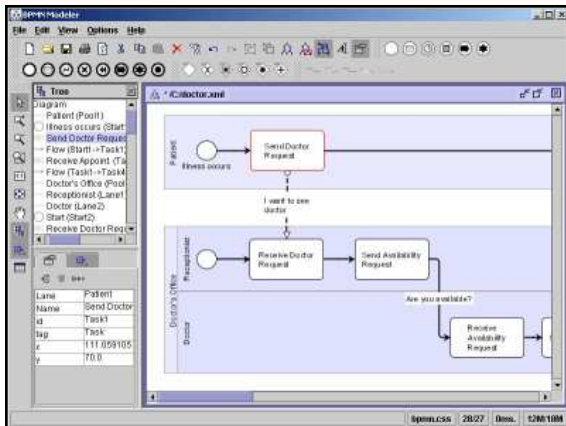 BPMN Modeler
File Edit View Options Help
Tree
Diagram
Patient (Pool1)
Illness occurs (Start1
Send Doctor Reques
Flow (Start1->Task1
Receive Appoint (Ta
Flow (Task1->Task4
Doctor's Office (Pool
Receptionist (Lane1
Doctor (Lane2)
Start (Start2)
Receive Doctor Requ
Lane Patient
Name Send Doctor
id Task1
tag Task
x 111.059105
y 70.0
* /C/doctor.xml
Patient
Illness occurs
Send Doctor
Request
I want to see
doctor
Doctor's Office
Receptionist
Receive Doctor
Request
Send Availability
Request
Are you available?
Doctor
Receive
Availability
Request
bpmn.css 28/27 0ms. 12M/18M